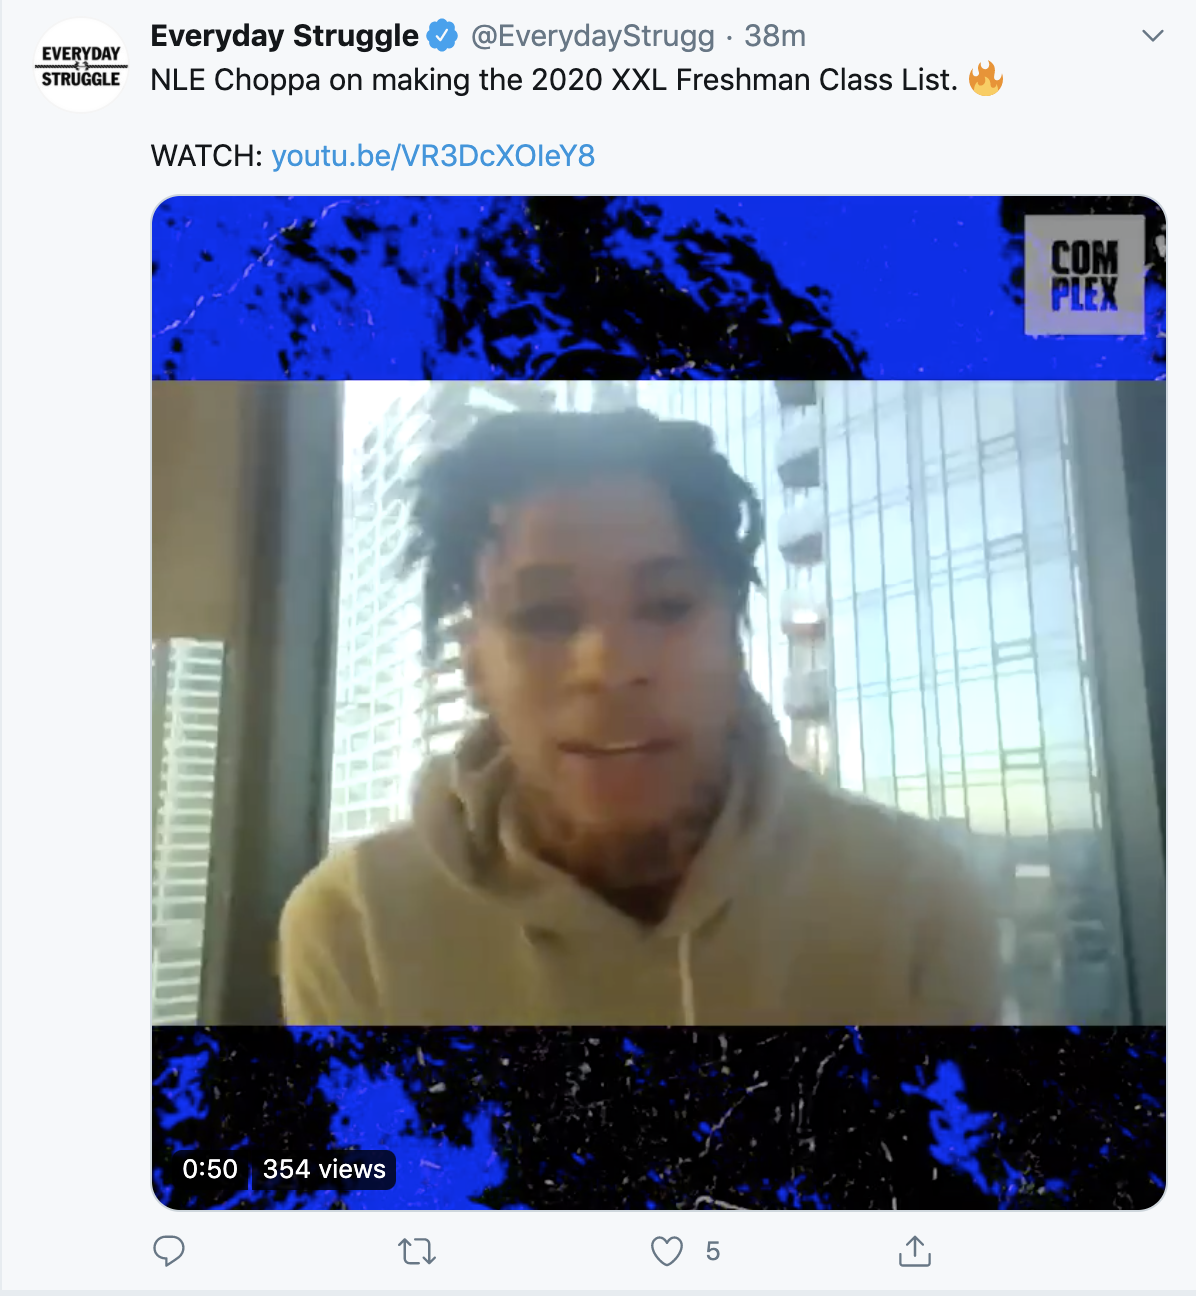 EVERYDAY
STRUGGLE
Everyday Struggle @EverydayStrugg · 38m
NLE Choppa on making the 2020 XXL Freshman Class List. 🔥
WATCH: youtu.be/VR3DcXOIeY8
COM
PLEX
0:50 354 views
5